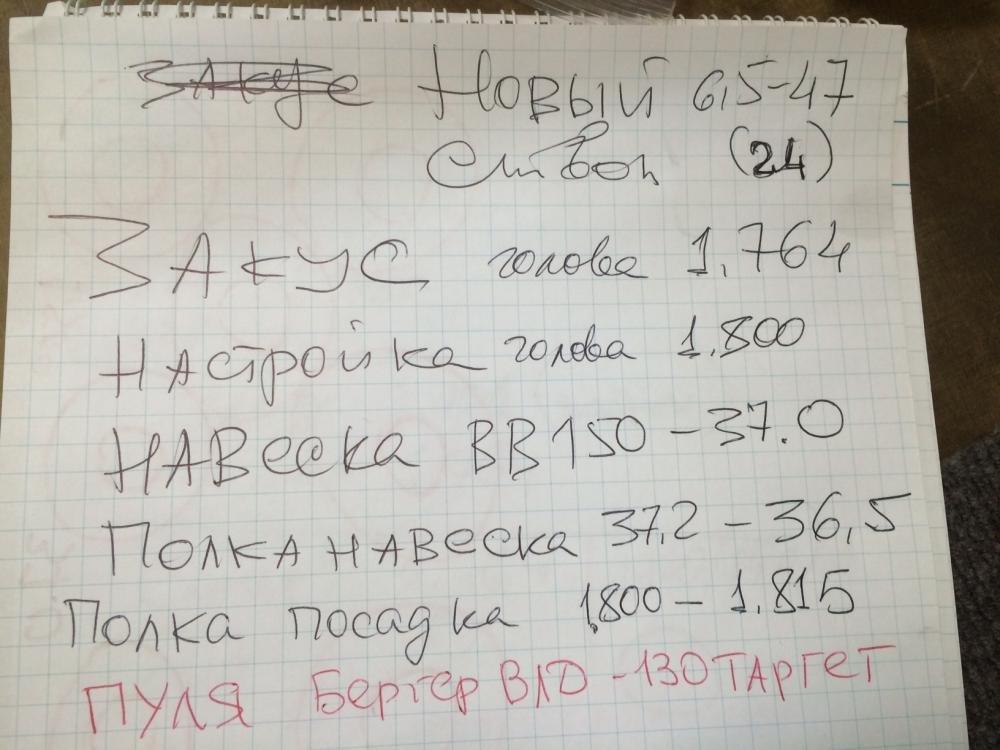 Новый 6,5-47
Ствол (24)
ЗАКУС голова 1.764
НАстройка голова 1.800
НАВеска ВВ150 - 37.0
ПолКА НАВеска 37,2 - 36,5
Полка посадка 1.800 - 1.815
ПУЛЯ Бергер ВЛД - 130 ТАРГЕТ